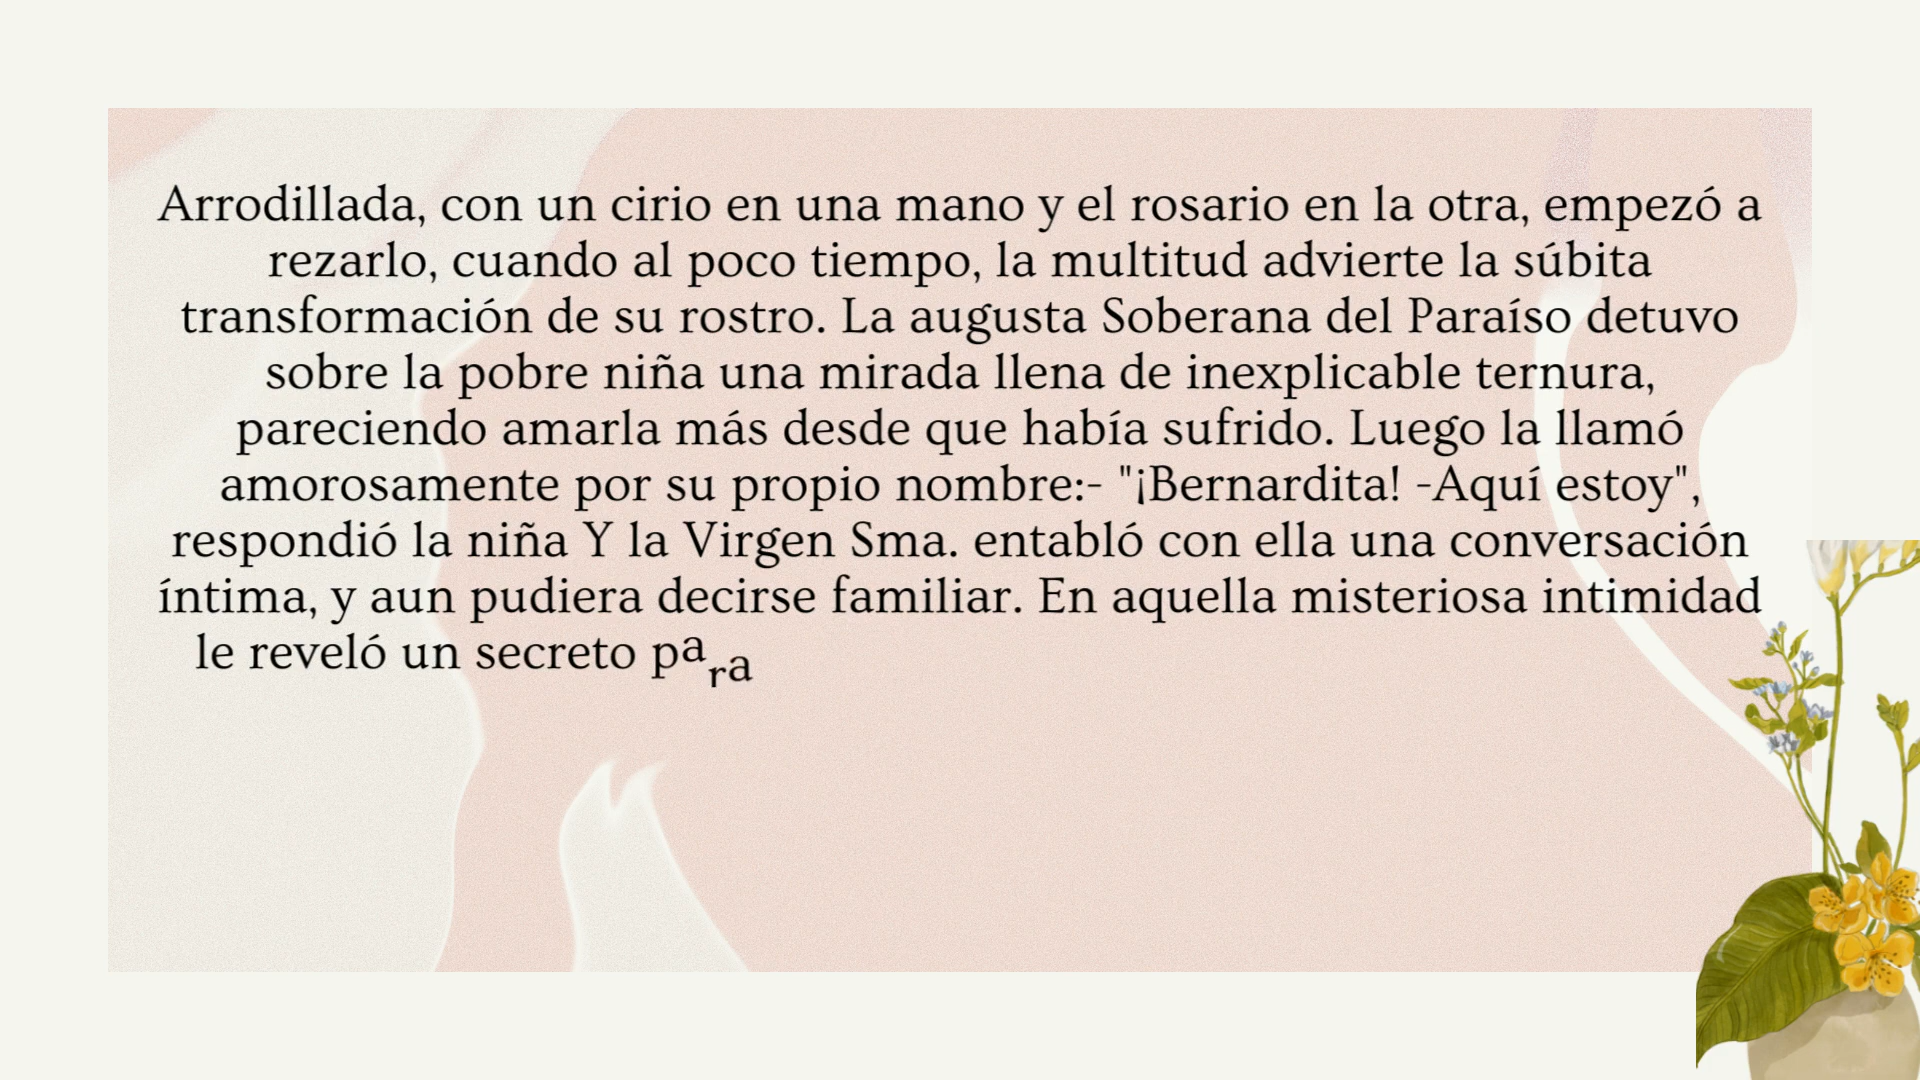 Arrodillada, con un cirio en una mano y el rosario en la otra, empezó a
rezarlo, cuando al poco tiempo, la multitud advierte la súbita
transformación de su rostro. La augusta Soberana del Paraíso detuvo
sobre la pobre niña una mirada llena de inexplicable ternura,
pareciendo amarla más desde que había sufrido. Luego la llamó
amorosamente por su propio nombre:- "¡Bernardita! -Aquí estoy",
respondió la niña Y la Virgen Sma. entabló con ella una conversación
íntima, y aun pudiera decirse familiar. En aquella misteriosa intimidad
le reveló un secreto para